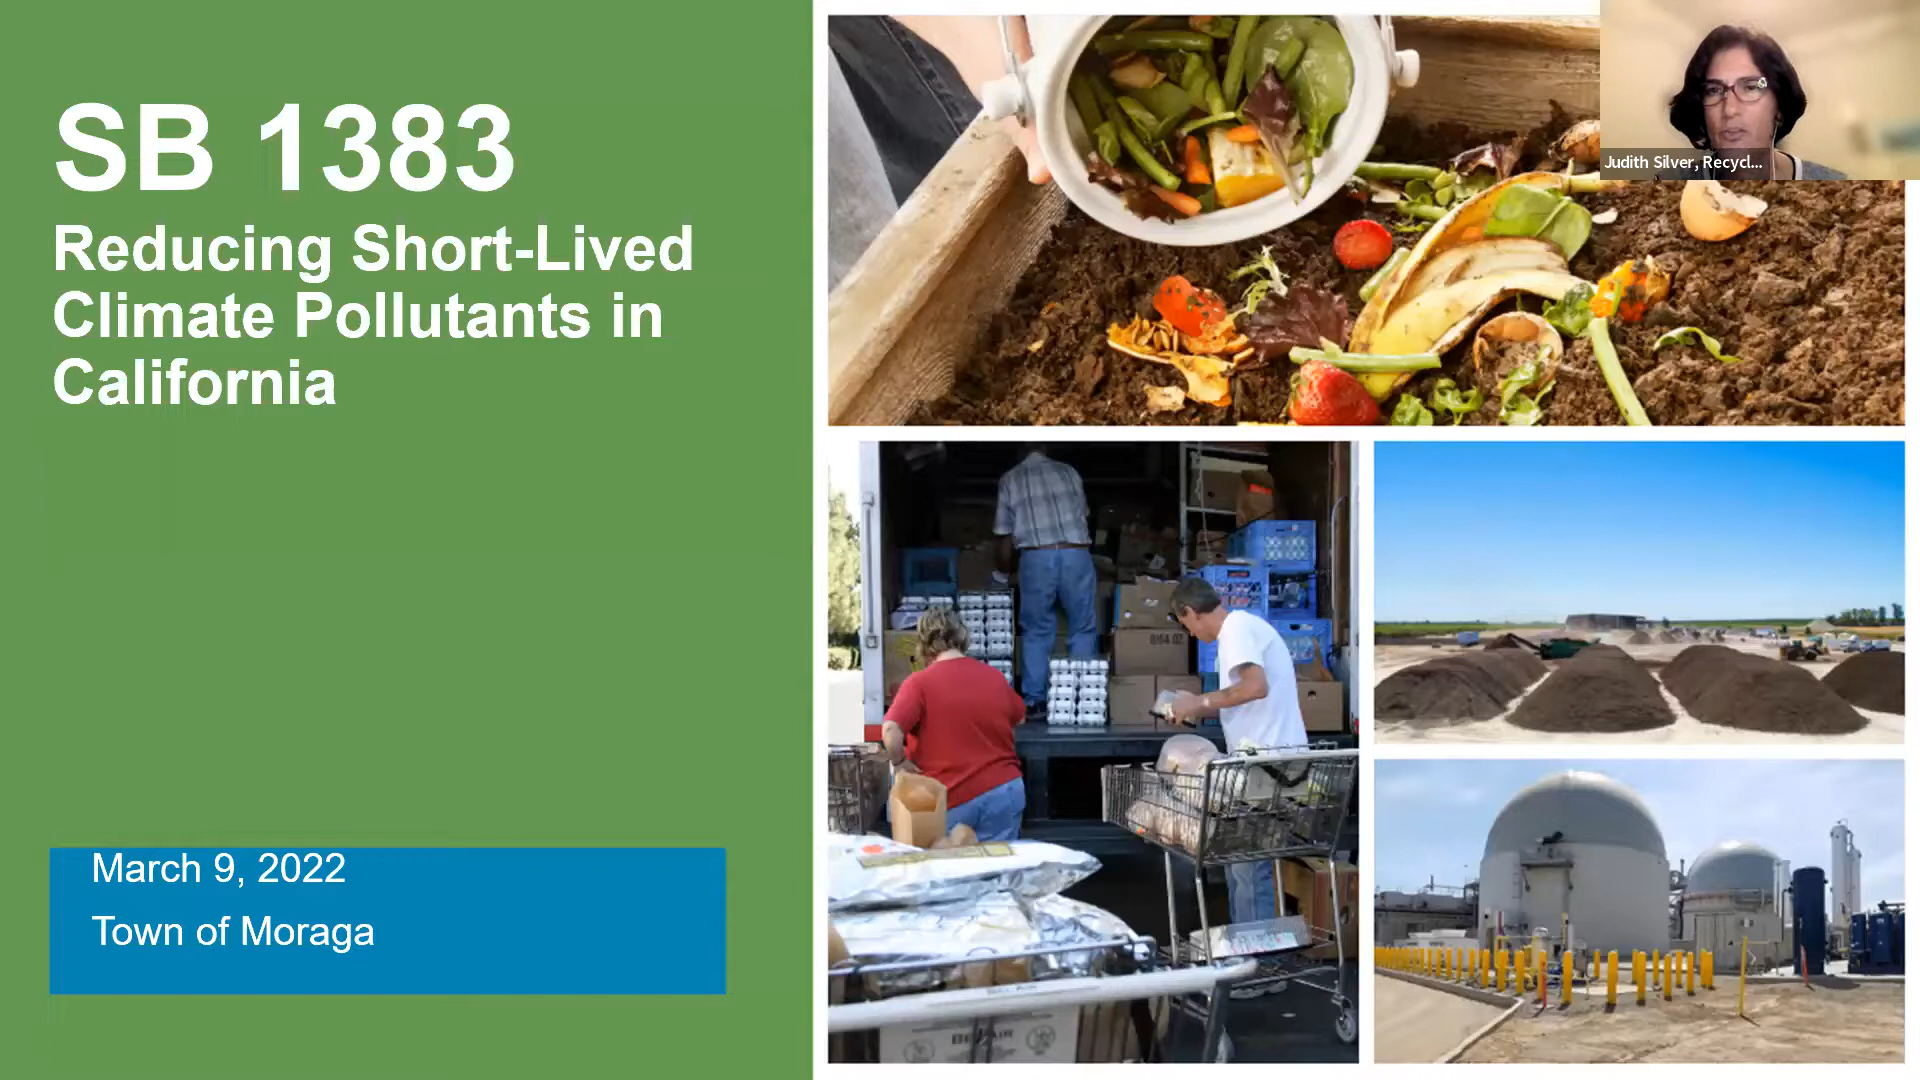 SB 1383
Reducing Short-Lived
Climate Pollutants in
California
March 9, 2022
Town of Moraga
Judith Silver, Recycl...